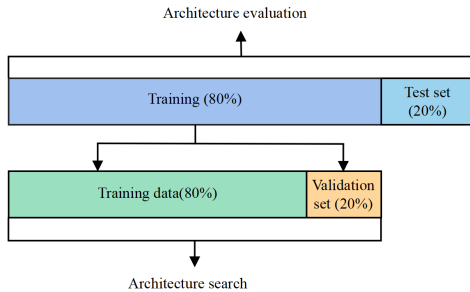 Architecture evaluation
Training (80%)
Test set
(20%)
Training data(80%)
Validation
set (20%)
Architecture search